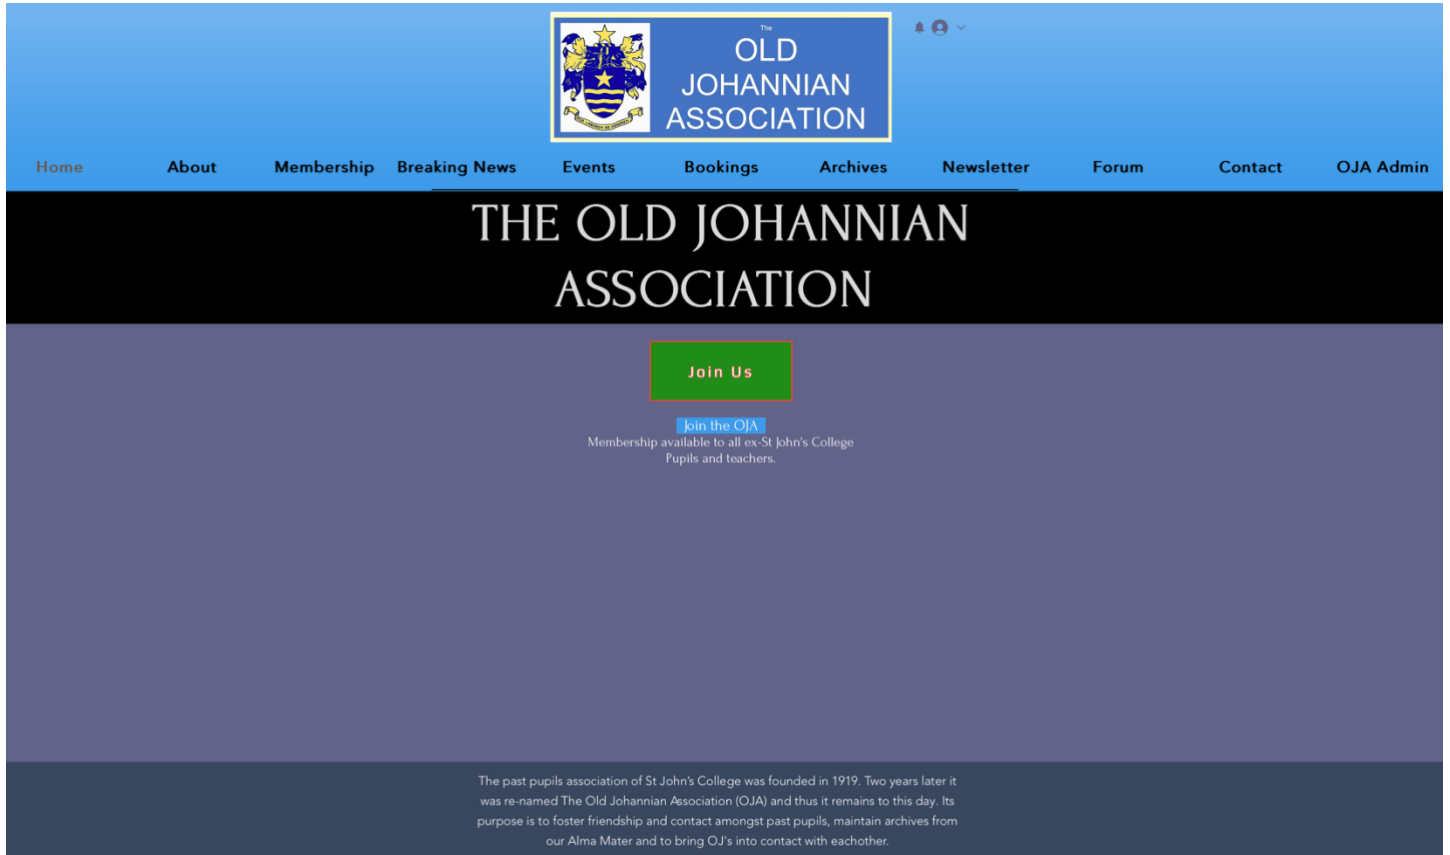 The
OLD
JOHANNIAN
ASSOCIATION
Home About Membership Breaking News Events Bookings Archives Newsletter Forum Contact OJA Admin
THE OLD JOHANNIAN
ASSOCIATION
Join Us
Join the OJA
Membership available to all ex-St John's College
Pupils and teachers.
The past pupils association of St John's College was founded in 1919. Two years later it
was re-named The Old Johannian Association (OJA) and thus it remains to this day. Its
purpose is to foster friendship and contact amongst past pupils, maintain archives from
our Alma Mater and to bring OJ's into contact with eachother.